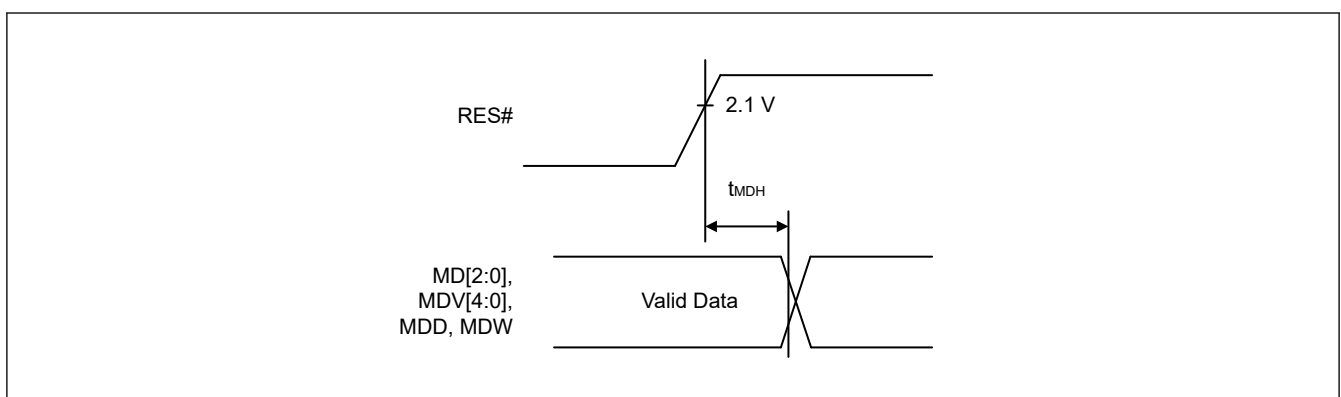 RES#
2.1 V
tMDH
MD[2:0],
MDV[4:0],
MDD, MDW
Valid Data